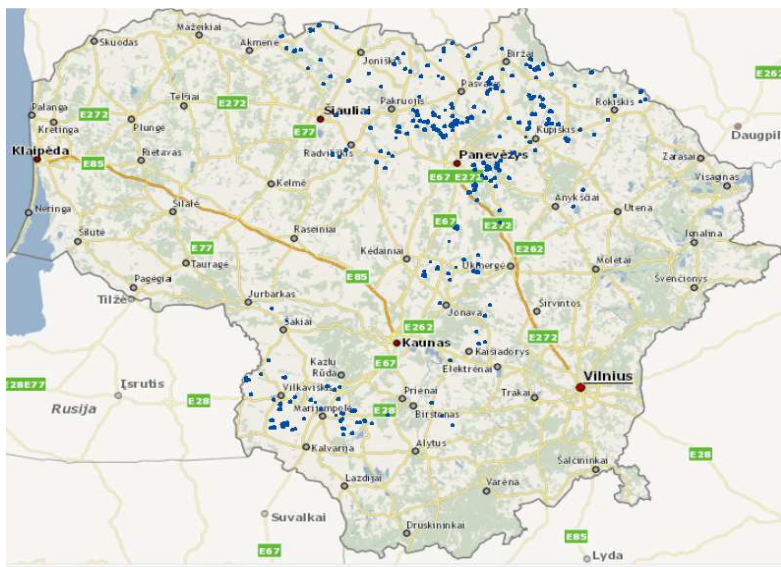 Mažeikiai
Skuodas
Akmenė
Biržai
Joniškis
E262
Telšiai
Pasvalys
Palanga
E272
E272
Šiauliai
Pakruojis
Rokiškis
Kretinga
Plungė
E77
Kupiškis
Daugpil
Klaipėda
Rietavas
Radviliškis
Panevėžys
Zarasai
E85
Kelmė
E67
E272
Visaginas
Neringa
Šilalė
Anykščiai
Utena
E67
E272
Šilutė
Raseiniai
Ignalina
E77
Kėdainiai
E262
Tauragė
Ukmergė
Molėtai
Pagėgiai
E85
Švenčionys
Tilžė
Jurbarkas
Jonava
Širvintos
Šakiai
E262
E272
Kaunas
Kaišiadorys
Kazlų
Rūda
E67
Elektrėnai
Vilnius
E28E77
Įsrutis
Vilkaviškis
Prienai
Trakai
Rusija
E28
Marijampolė
E28
Birštonas
Kalvarija
Alytus
E28
Šalčininkai
Lazdijai
Varėna
Suvalkai
Druskininkai
E85
E67
Lyda